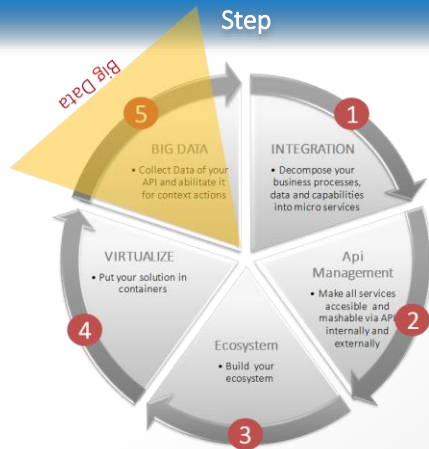 Step
Big Data
5
BIG DATA
• Collect Data of your
API and abilitate it
for context actions
1
INTEGRATION
• Decompose your
business processes,
data and capabilities
into micro services
Api
Management
• Make all services
accesible and
mashable via API
internally and
externally
2
Ecosystem
• Build your
ecosystem
3
VIRTUALIZE
• Put your solution in
containers
4